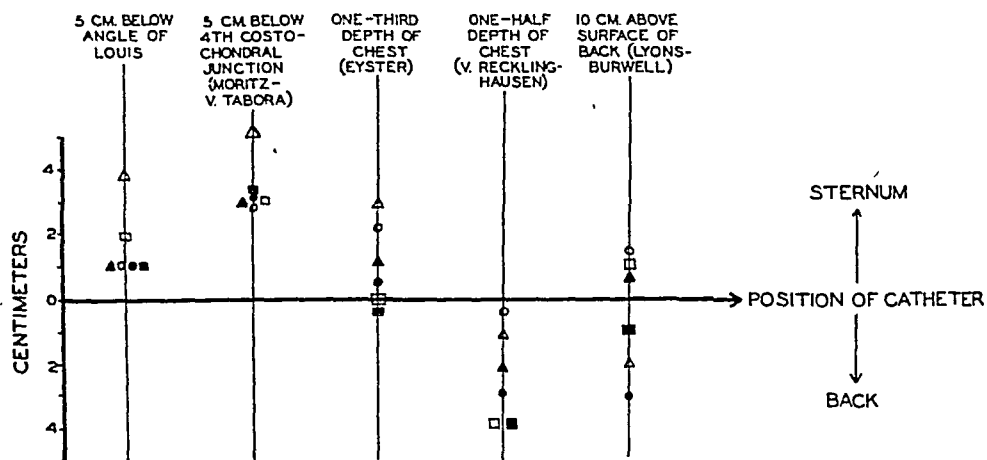 5 CM. BELOW
ANGLE OF
LOUIS
5 CM BELOW
4TH COSTO-
CHONDRAL
JUNCTION
(MORITZ-
V. TABORA)
ONE-THIRD
DEPTH OF
CHEST
(EYSTER)
ONE-HALF
DEPTH OF
CHEST
(V. RECKLING-
HAUSEN)
10 CM. ABOVE
SURFACE OF
BACK (LYONS-
BURWELL)
CENTIMETERS
4
2
0
2
4
STERNUM
POSITION OF CATHETER
BACK